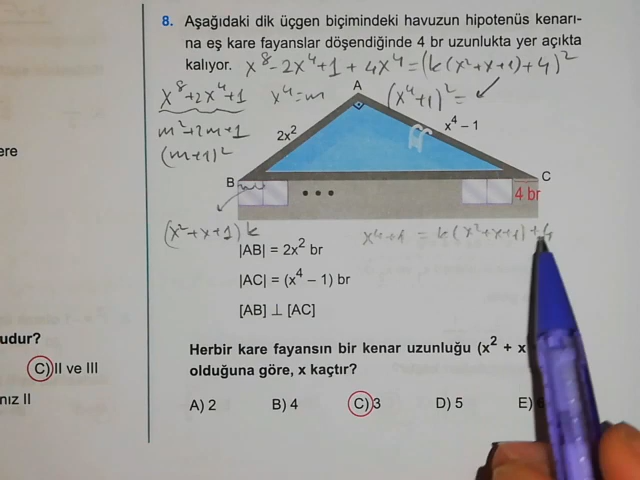 8. Aşağıdaki dik üçgen biçimindeki havuzun hipotenüs kenarı-
na eş kare fayanslar döşendiğinde 4 br uzunlukta yer açıkta
kalıyor. x⁸-2x⁴+1 + 4x⁴=(k(x²+x+1)+4)²
x⁸+2x⁴+1 x⁴=m A (x⁴+1)²=
m²+2m+1 2x² x⁴ – 1
(m+1)²
B C
4 br
(x²+x+1)k x⁴+1 = k(x²+x+1)+4
|AB| = 2x² br
|AC| = (x⁴ – 1) br
[AB] ⊥ [AC]
Herbir kare fayansın bir kenar uzunluğu (x² + x
olduğuna göre, x kaçtır?
A) 2 B) 4 C) 3 D) 5 E) 6
ere
udur?
C) II ve III
nız II